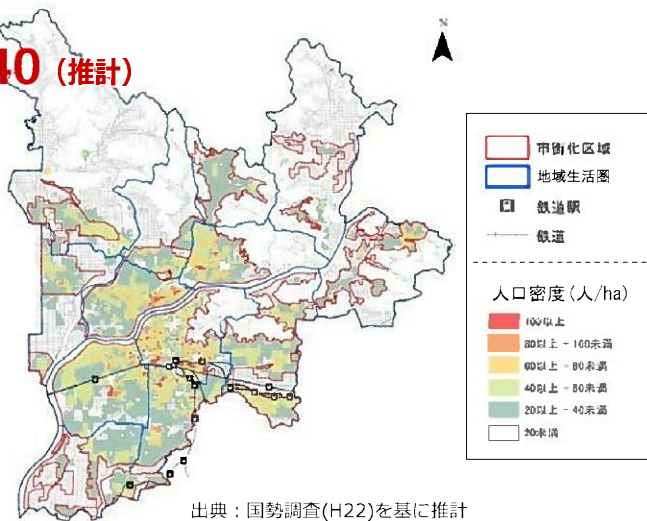 40 (推計)
N
市街化区域
地域生活圏
鉄道駅
鉄道
人口密度(人/ha)
100以上
80以上 - 100未満
60以上 - 80未満
40以上 - 60未満
20以上 - 40未満
20未満
出典：国勢調査(H22)を基に推計